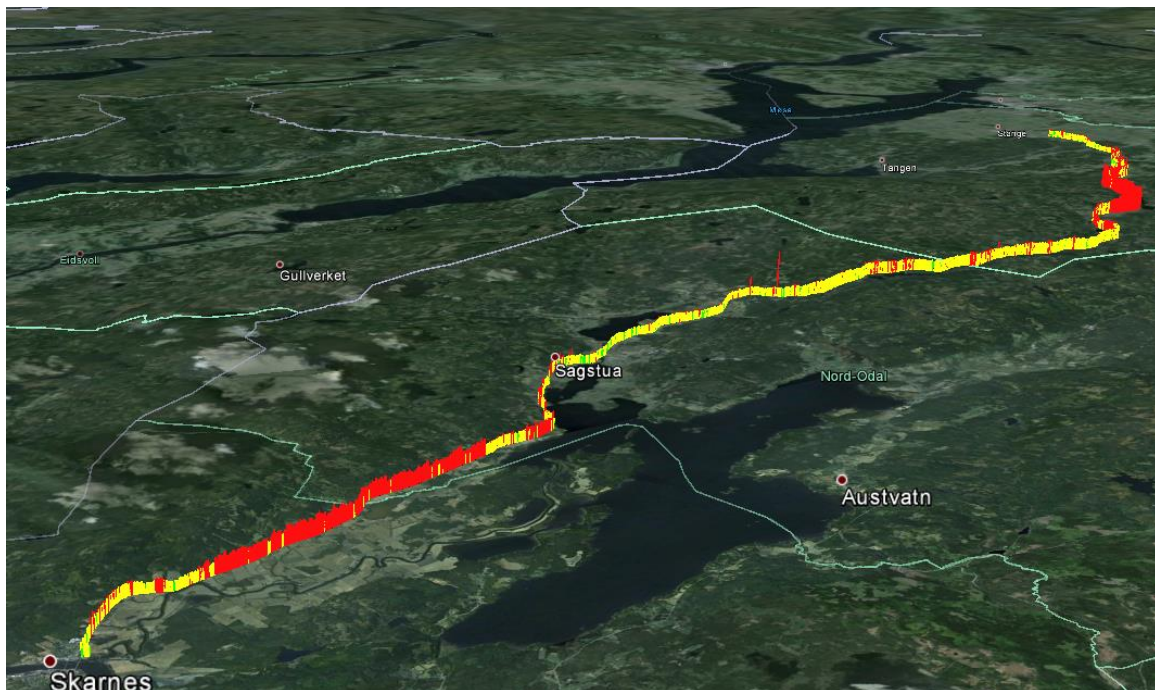 Mjøsa
Stange
Tangen
Eidsvoll
Gullverket
Sagstua
Nord-Odal
Austvatn
Skarnes